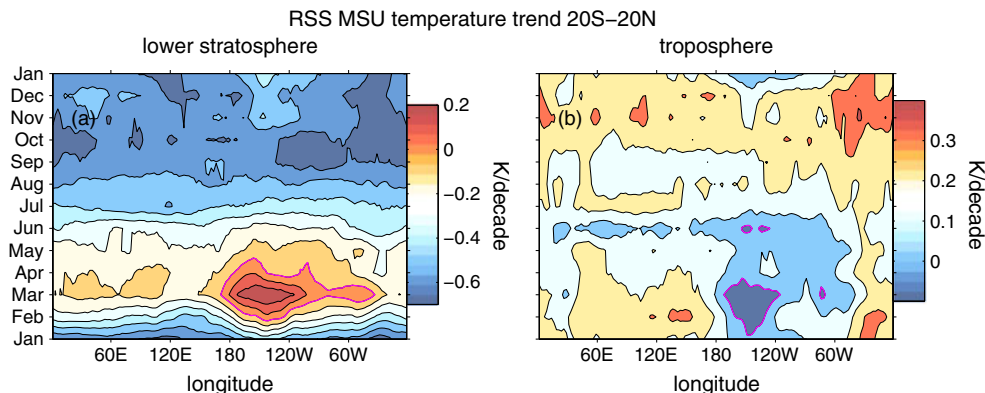 RSS MSU temperature trend 20S−20N
lower stratosphere
troposphere
(a)
(b)
Jan
Dec
Nov
Oct
Sep
Aug
Jul
Jun
May
Apr
Mar
Feb
Jan
60E 120E 180 120W 60W
longitude
0.2
0
−0.2
−0.4
−0.6
K/decade
60E 120E 180 120W 60W
longitude
0.3
0.2
0.1
0
K/decade